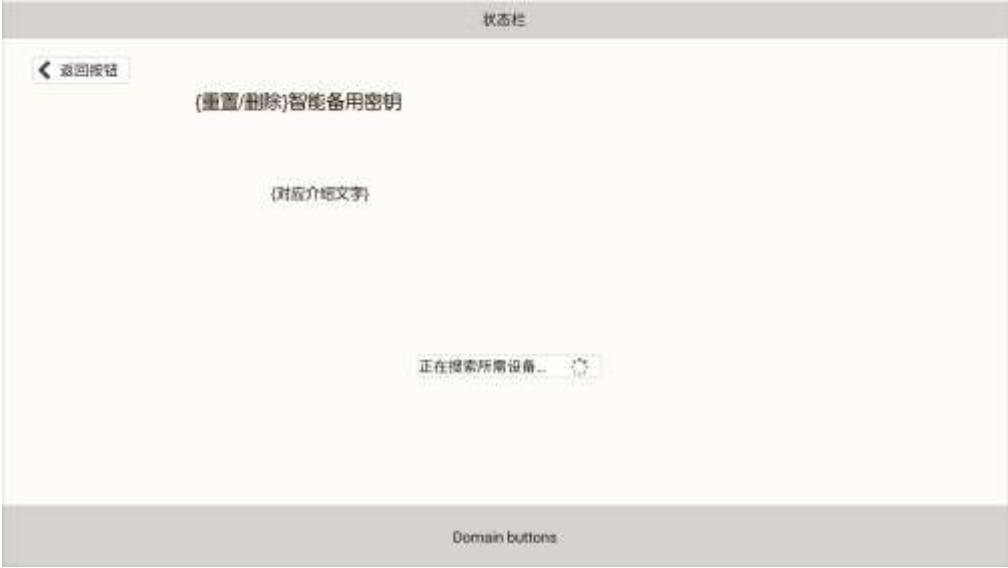 状态栏
返回按钮
{重置/删除}智能备用密钥
{对应介绍文字}
正在搜索所需设备...
Domain buttons